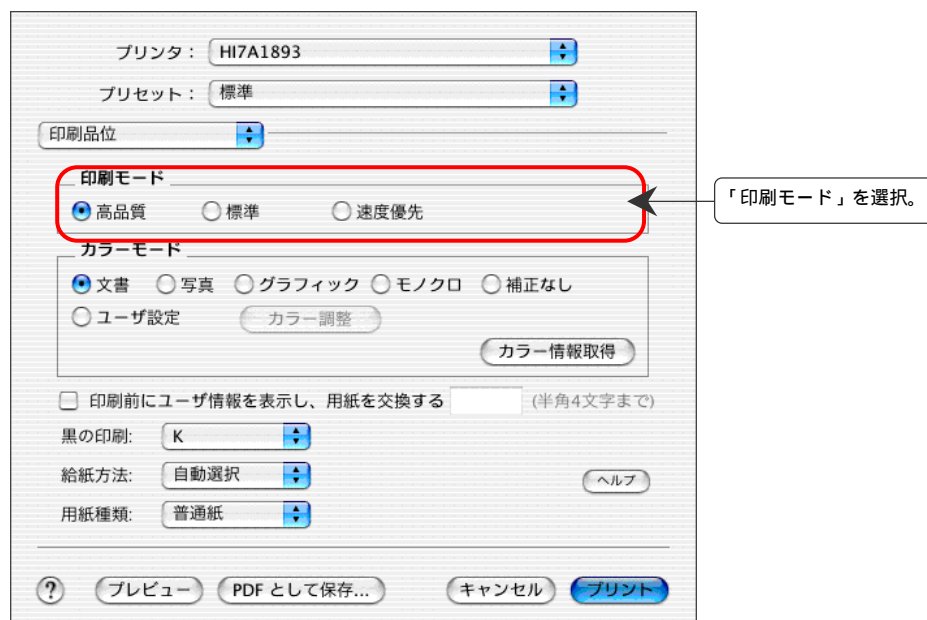 プリンタ： HI7A1893
プリセット： 標準
印刷品位
印刷モード
高品質 標準 速度優先
「印刷モード」を選択。
カラーモード
文書 写真 グラフィック モノクロ 補正なし
ユーザ設定 カラー調整
カラー情報取得
印刷前にユーザ情報を表示し、用紙を交換する (半角4文字まで)
黒の印刷: K
給紙方法: 自動選択
ヘルプ
用紙種類: 普通紙
? プレビュー PDF として保存... キャンセル プリント